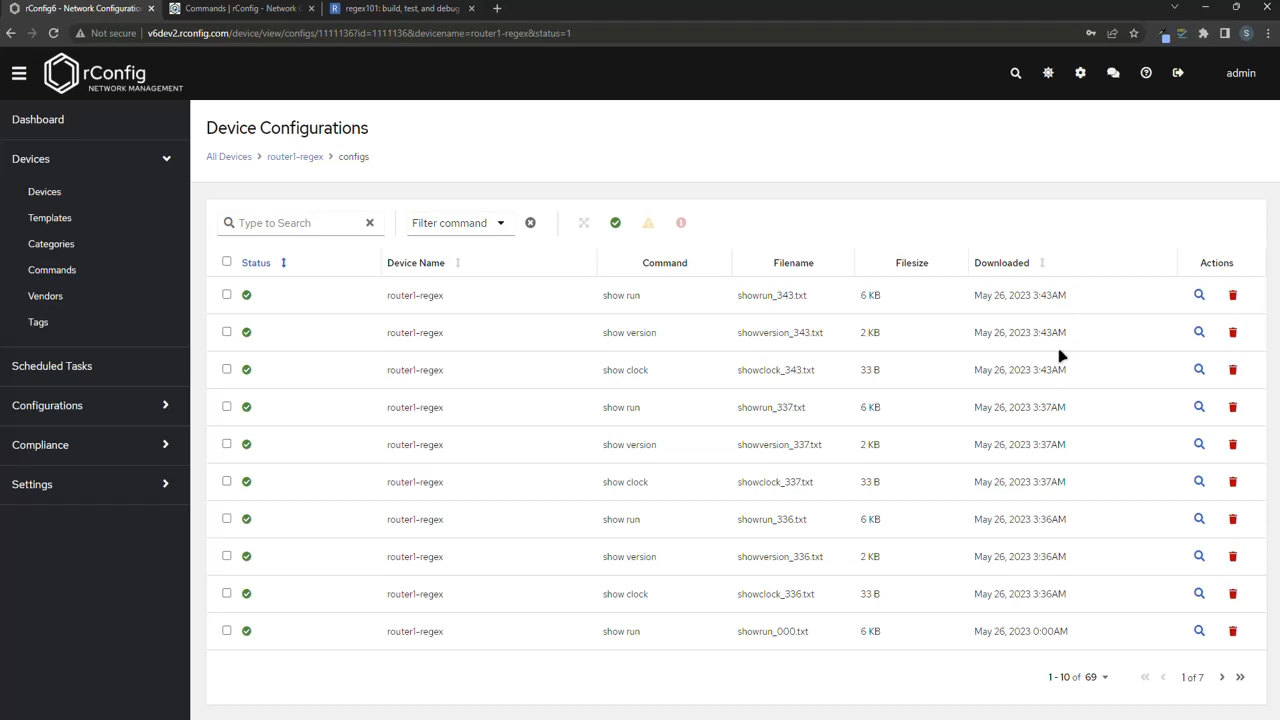 rConfig6 - Network Configuratio
Commands | rConfig - Network C
regex101: build, test, and debug
Not secure | v6dev2.rconfig.com/device/view/configs/1111136?id=1111136&devicename=router1-regex&status=1
S
rConfig
NETWORK MANAGEMENT
admin
Dashboard
Devices
Devices
Templates
Categories
Commands
Vendors
Tags
Scheduled Tasks
Configurations
Compliance
Settings
Device Configurations
All Devices > router1-regex > configs
Type to Search
Filter command
Status Device Name Command Filename Filesize Downloaded Actions
router1-regex show run showrun_343.txt 6 KB May 26, 2023 3:43AM
router1-regex show version showversion_343.txt 2 KB May 26, 2023 3:43AM
router1-regex show clock showclock_343.txt 33 B May 26, 2023 3:43AM
router1-regex show run showrun_337.txt 6 KB May 26, 2023 3:37AM
router1-regex show version showversion_337.txt 2 KB May 26, 2023 3:37AM
router1-regex show clock showclock_337.txt 33 B May 26, 2023 3:37AM
router1-regex show run showrun_336.txt 6 KB May 26, 2023 3:36AM
router1-regex show version showversion_336.txt 2 KB May 26, 2023 3:36AM
router1-regex show clock showclock_336.txt 33 B May 26, 2023 3:36AM
router1-regex show run showrun_000.txt 6 KB May 26, 2023 0:00AM
1 - 10 of 69
1 of 7